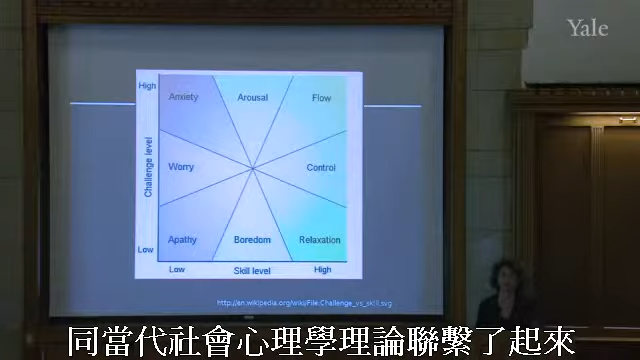 Yale
High
Anxiety
Arousal
Flow
Challenge level
Worry
Control
Apathy
Boredom
Relaxation
Low
Low
Skill level
High
http://en.wikipedia.org/wiki/File:Challenge_vs_skill.svg
同當代社會心理學理論聯繫了起來